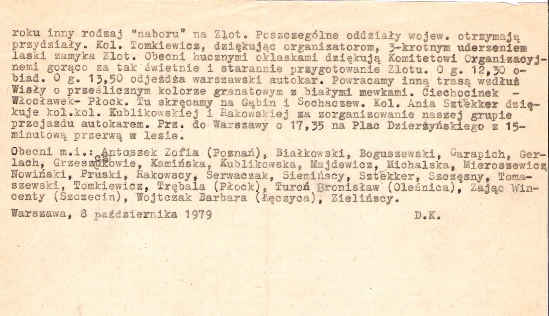 roku inny rodzaj "naboru" na Zlot. Poszczególne oddziały wojew. otrzymają
przydziały. Kol. Tomkiewicz, dziękując organizatorom, 3-krotnym uderzeniem
laski zamyka Zlot. Obecni hucznymi oklaskami dziękują Komitetowi Organizacyj-
nemu gorąco za tak świetnie i starannie przygotowanie Zlotu. O g. 12,30 o-
biad. O g. 13,50 odjeżdża warszawski autokar. Powracamy inną trasą wzdłuż
Wisły o prześlicznym kolorze granatowym z białymi mewkami. Ciechocinek -
Włocławek- Płock. Tu skręcamy na Gąbin i Sochaczew. Kol. Ania Sztekker dzię-
kuje kol.kol. Kublikowskiej i Rakowskiej za zorganizowanie naszej grupie
przejazdu autokarem. Prz. do Warszawy o 17,35 na Plac Dzierżyńskiego z 15-
minutową przerwą w lesie.
Obecni m.i.: Antoszek Zofia (Poznań), Białkowski, Boguszewski, Garapich, Ger-
lach, Kamińska, Kublikowska, Majdewicz, Michalska, Mieroszewicz,
Nowiński, Pruski, Rakowscy, Serwaczak, Siemińscy, Sztekker, Szczęsny, Toma-
szewski, Tomkiewicz, Trębala (Płock), Turoń Bronisław (Oleśnica), Zając Win-
centy (Szczecin), Wojtczak Barbara (Łęczyca), Zielińscy.
Warszawa, 8 października 1979 D.K.